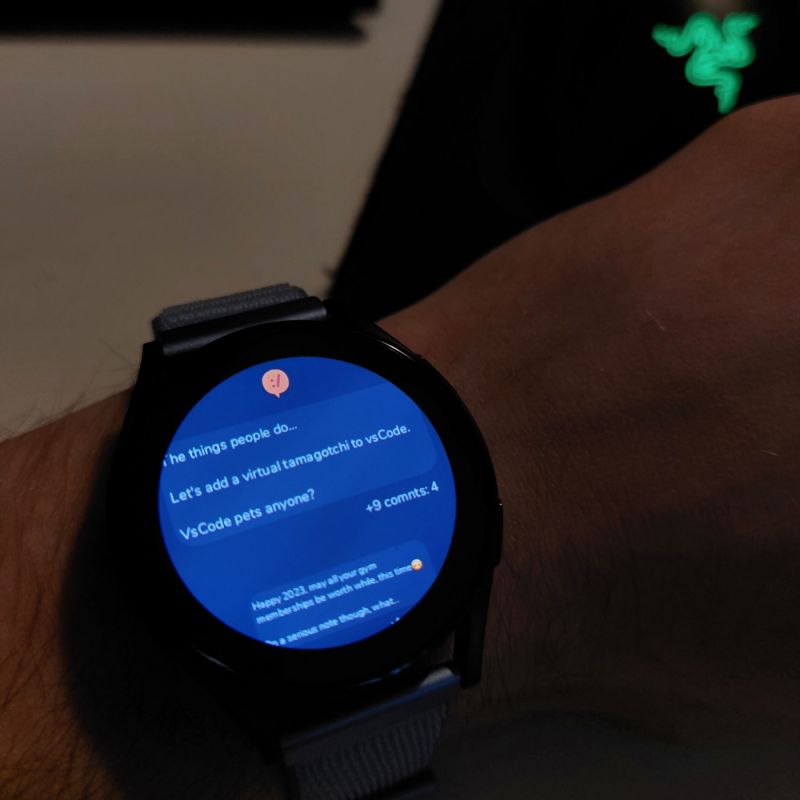 The things people do...
Let's add a virtual tamagotchi to vsCode.
VsCode pets anyone?
+9 comnts: 4
Happy 2023, may all your gym
memberships be worth while, this time😄
On a serious note though, what...